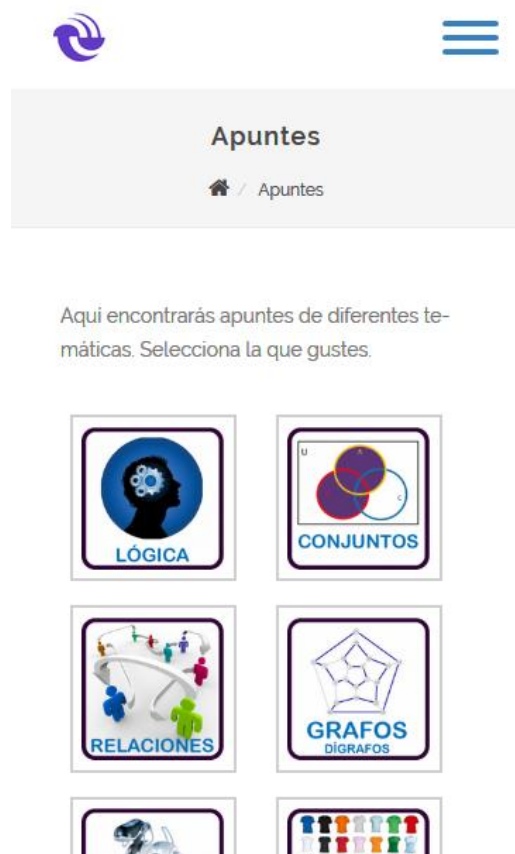 Apuntes
/ Apuntes
Aqui encontrarás apuntes de diferentes te-
máticas. Selecciona la que gustes.
LÓGICA
U
A
C
CONJUNTOS
RELACIONES
GRAFOS
DÍGRAFOS